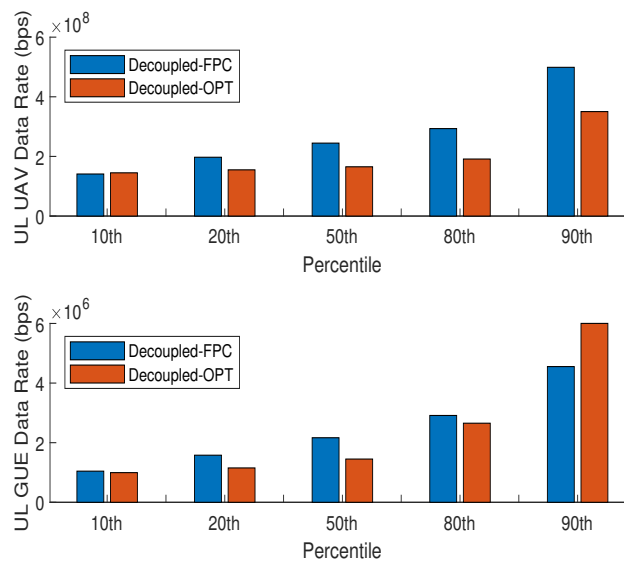 ×10^8
UL UAV Data Rate (bps)
6
4
2
0
Decoupled-FPC
Decoupled-OPT
10th 20th 50th 80th 90th
Percentile
×10^6
UL GUE Data Rate (bps)
6
4
2
0
Decoupled-FPC
Decoupled-OPT
10th 20th 50th 80th 90th
Percentile